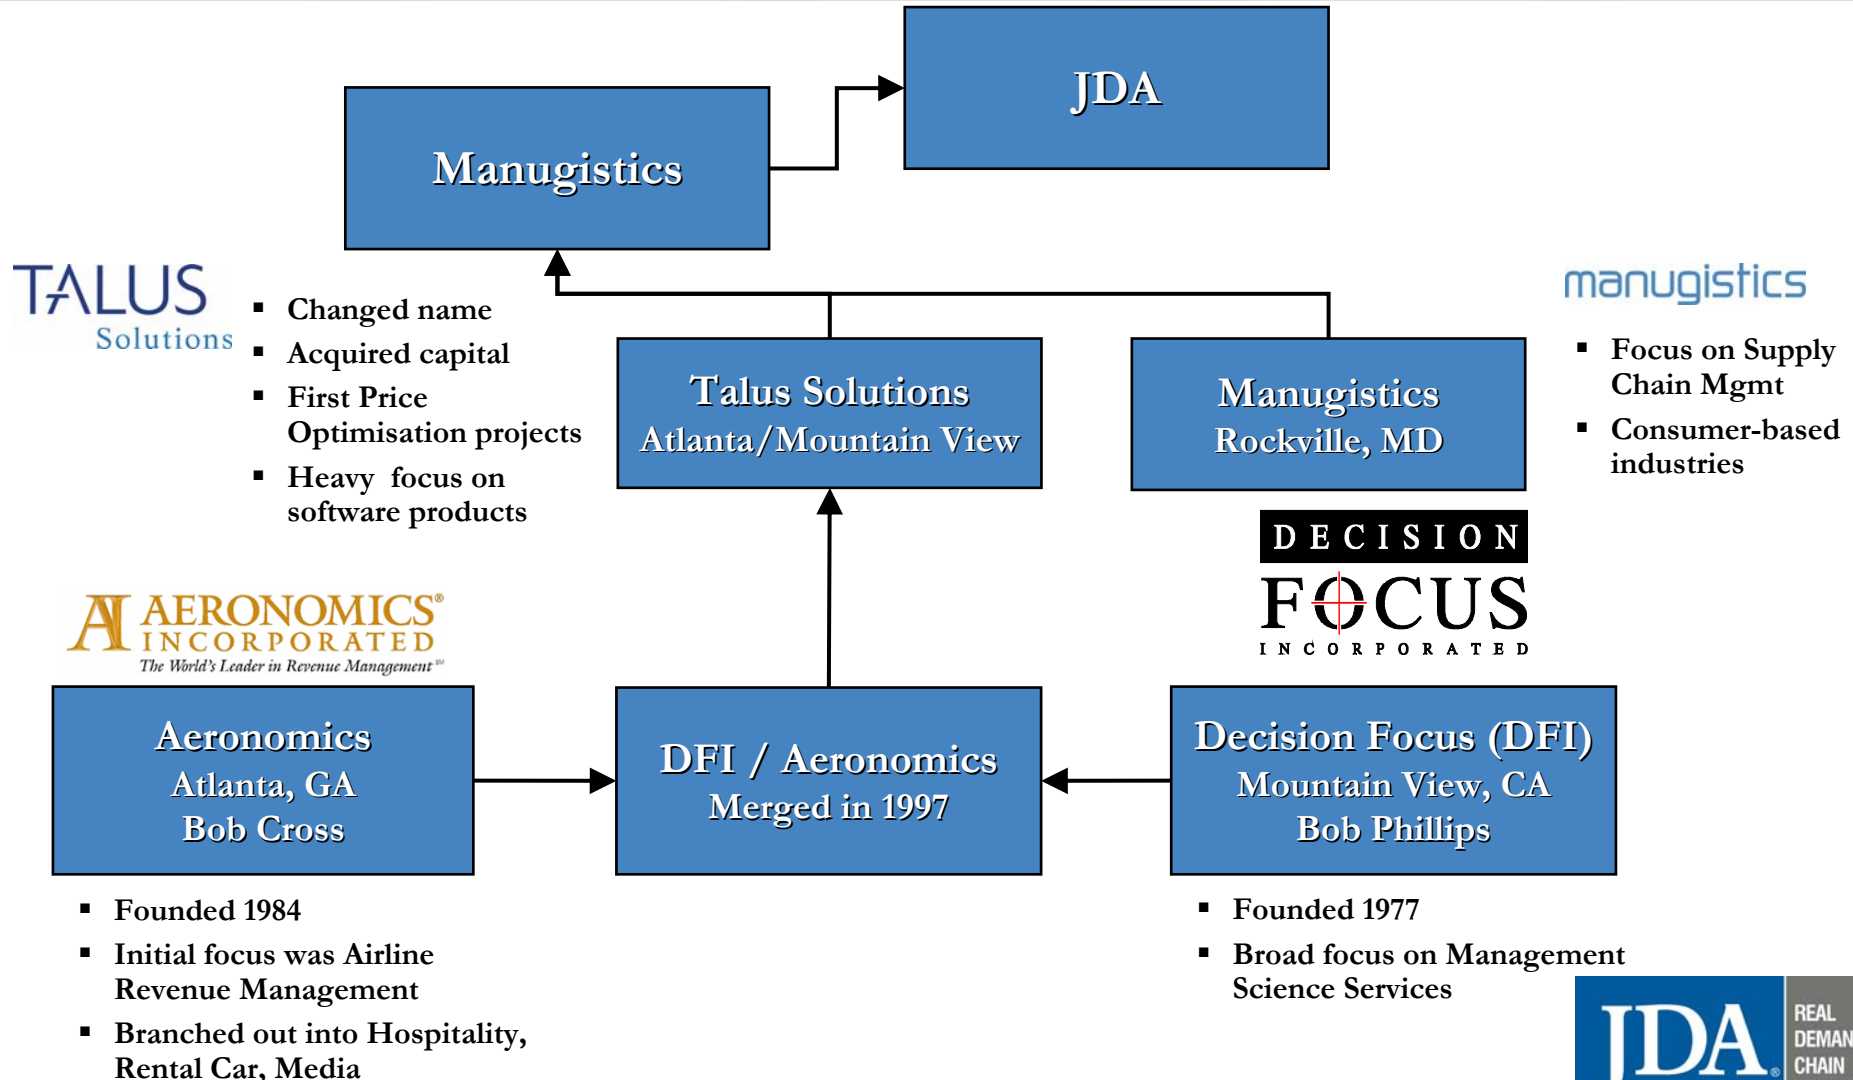 JDA
Manugistics
TALUS
Solutions
▪ Changed name
▪ Acquired capital
▪ First Price
Optimisation projects
▪ Heavy focus on
software products
Talus Solutions
Atlanta/Mountain View
Manugistics
Rockville, MD
manugistics
▪ Focus on Supply
Chain Mgmt
▪ Consumer-based
industries
DECISION
FOCUS
INCORPORATED
AI AERONOMICS®
INCORPORATED
The World's Leader in Revenue Management℠
Aeronomics
Atlanta, GA
Bob Cross
DFI / Aeronomics
Merged in 1997
Decision Focus (DFI)
Mountain View, CA
Bob Phillips
▪ Founded 1984
▪ Initial focus was Airline
Revenue Management
▪ Branched out into Hospitality,
Rental Car, Media
▪ Founded 1977
▪ Broad focus on Management
Science Services
JDA®
REAL
DEMAN
CHAIN